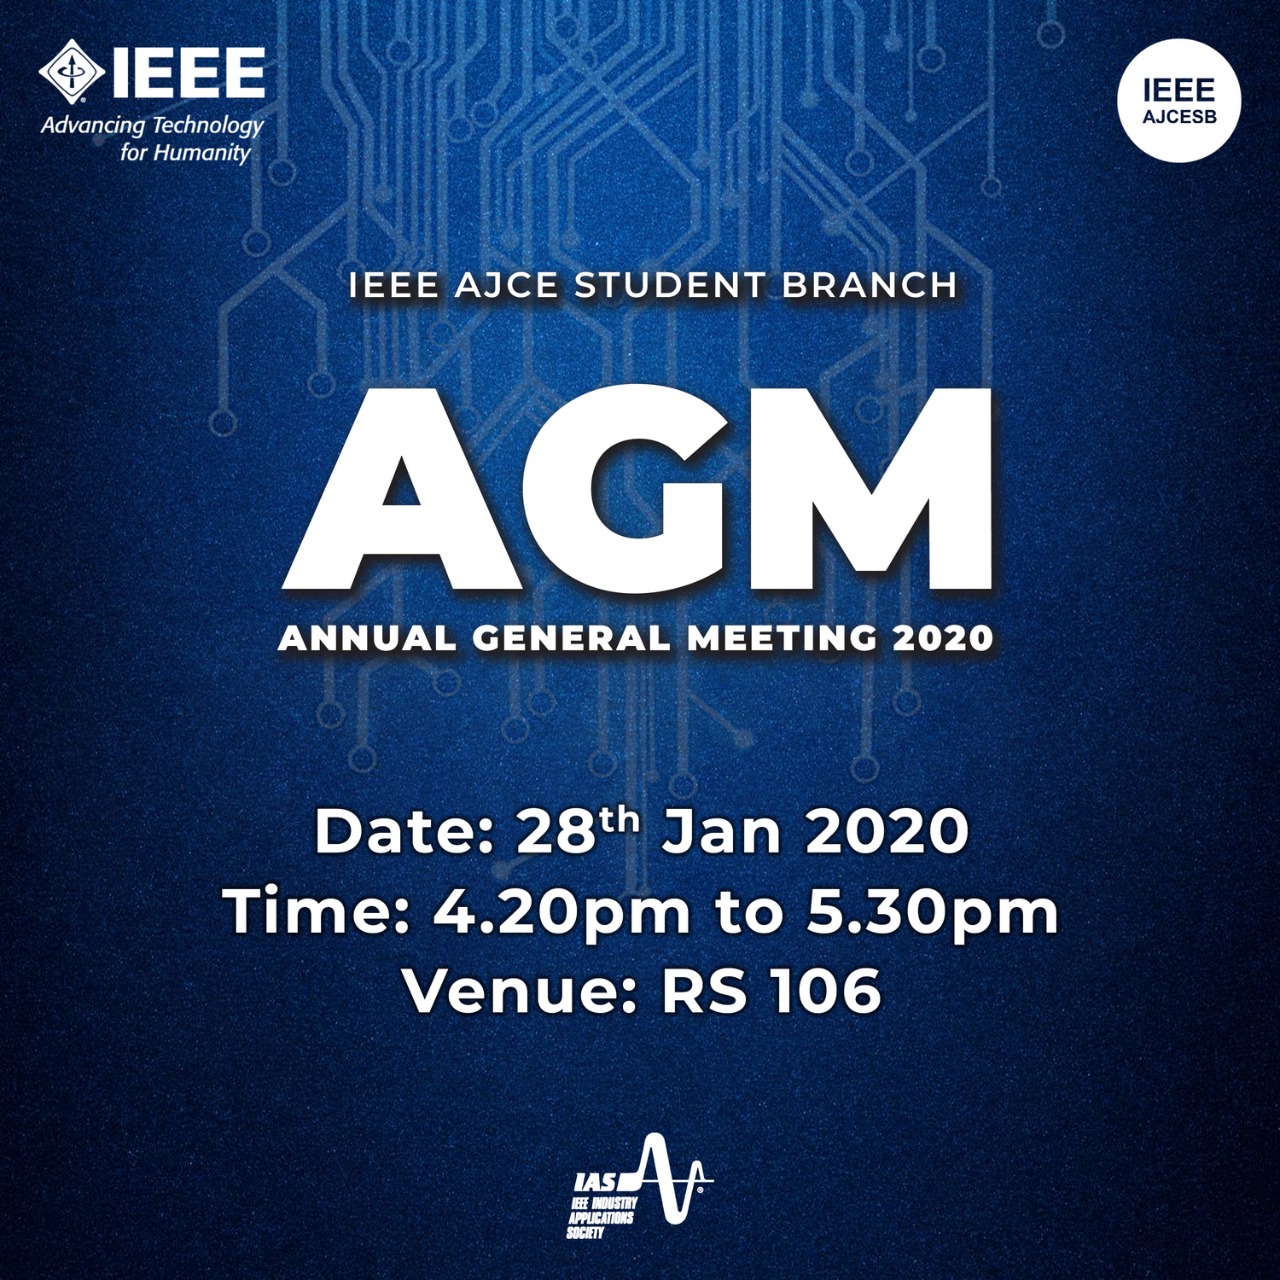 IEEE
Advancing Technology
for Humanity
IEEE
AJCESB
IEEE AJCE STUDENT BRANCH
AGM
ANNUAL GENERAL MEETING 2020
Date: 28th Jan 2020
Time: 4.20pm to 5.30pm
Venue: RS 106
IAS
IEEE INDUSTRY
APPLICATIONS
SOCIETY